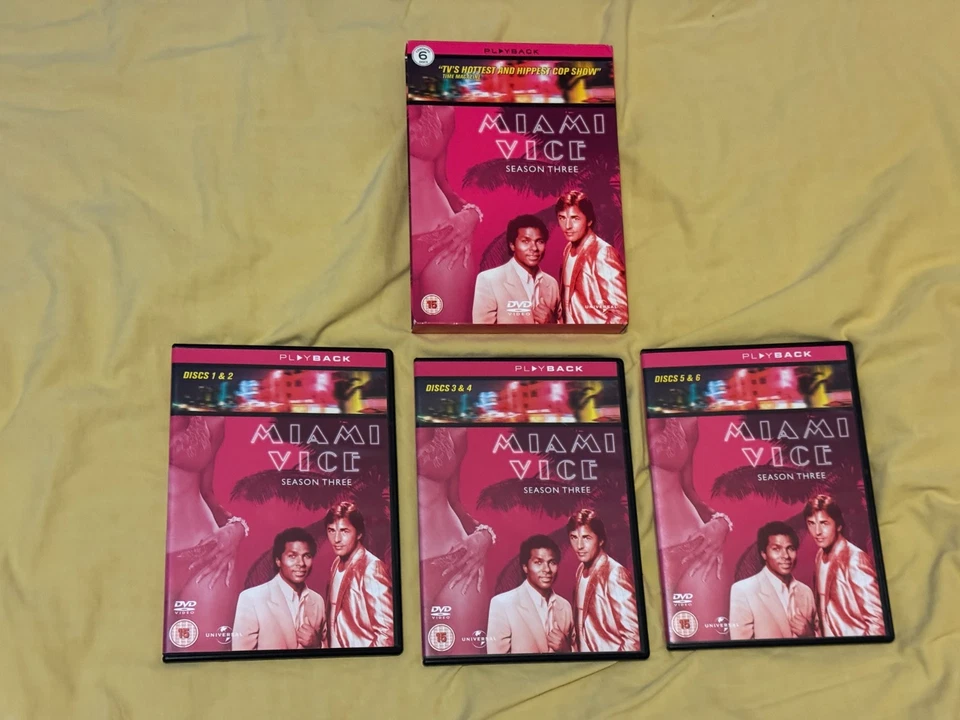 PLAYBACK
6
"TV'S HOTTEST AND HIPPEST COP SHOW"
TIME MAGAZINE
MIAMI
VICE
SEASON THREE
15
DVD
VIDEO
UNIVERSAL
PLAYBACK
DISCS 1 & 2
MIAMI
VICE
SEASON THREE
DVD
VIDEO
15
UNIVERSAL
PLAYBACK
DISCS 3 & 4
MIAMI
VICE
SEASON THREE
DVD
VIDEO
15
UNIVERSAL
PLAYBACK
DISCS 5 & 6
MIAMI
VICE
SEASON THREE
DVD
VIDEO
15
UNIVERSAL